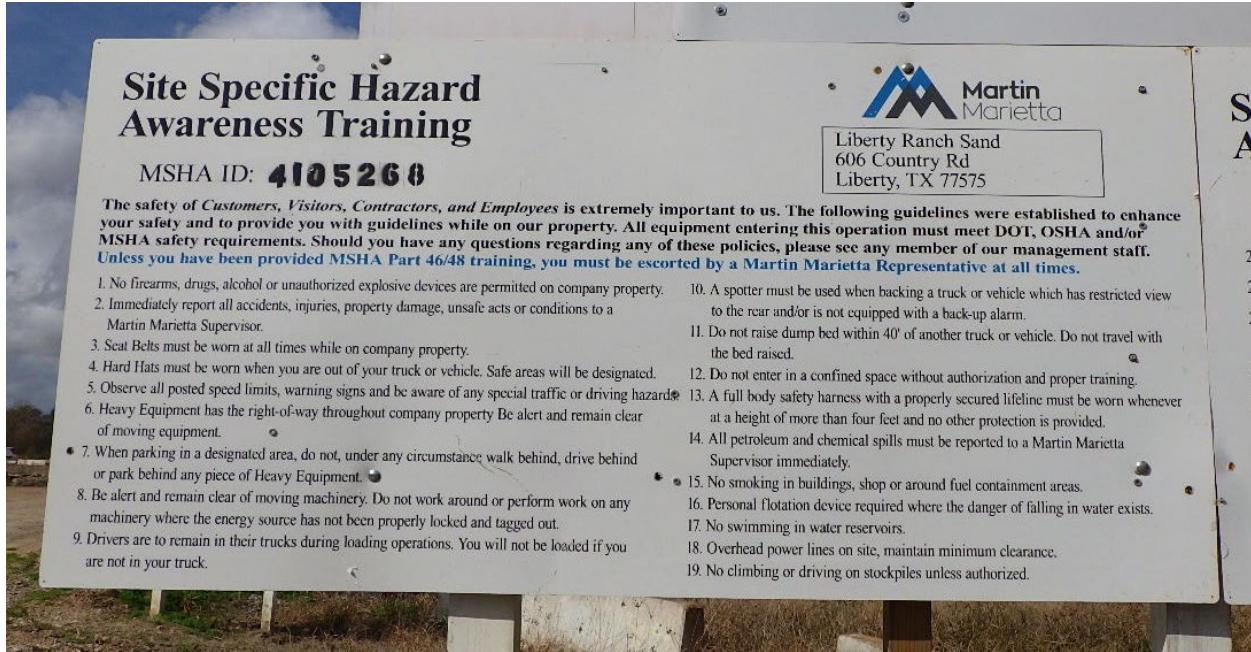 Site Specific Hazard
Awareness Training
MSHA ID: 4105268
Martin
Marietta
Liberty Ranch Sand
606 Country Rd
Liberty, TX 77575
The safety of Customers, Visitors, Contractors, and Employees is extremely important to us. The following guidelines were established to enhance
your safety and to provide you with guidelines while on our property. All equipment entering this operation must meet DOT, OSHA and/or
MSHA safety requirements. Should you have any questions regarding any of these policies, please see any member of our management staff.
Unless you have been provided MSHA Part 46/48 training, you must be escorted by a Martin Marietta Representative at all times.
1. No firearms, drugs, alcohol or unauthorized explosive devices are permitted on company property.
2. Immediately report all accidents, injuries, property damage, unsafe acts or conditions to a
Martin Marietta Supervisor.
3. Seat Belts must be worn at all times while on company property.
4. Hard Hats must be worn when you are out of your truck or vehicle. Safe areas will be designated.
5. Observe all posted speed limits, warning signs and be aware of any special traffic or driving hazards
6. Heavy Equipment has the right-of-way throughout company property Be alert and remain clear
of moving equipment.
7. When parking in a designated area, do not, under any circumstance walk behind, drive behind
or park behind any piece of Heavy Equipment.
8. Be alert and remain clear of moving machinery. Do not work around or perform work on any
machinery where the energy source has not been properly locked and tagged out.
9. Drivers are to remain in their trucks during loading operations. You will not be loaded if you
are not in your truck.
10. A spotter must be used when backing a truck or vehicle which has restricted view
to the rear and/or is not equipped with a back-up alarm.
11. Do not raise dump bed within 40' of another truck or vehicle. Do not travel with
the bed raised.
12. Do not enter in a confined space without authorization and proper training.
13. A full body safety harness with a properly secured lifeline must be worn whenever
at a height of more than four feet and no other protection is provided.
14. All petroleum and chemical spills must be reported to a Martin Marietta
Supervisor immediately.
15. No smoking in buildings, shop or around fuel containment areas.
16. Personal flotation device required where the danger of falling in water exists.
17. No swimming in water reservoirs.
18. Overhead power lines on site, maintain minimum clearance.
19. No climbing or driving on stockpiles unless authorized.
S
A